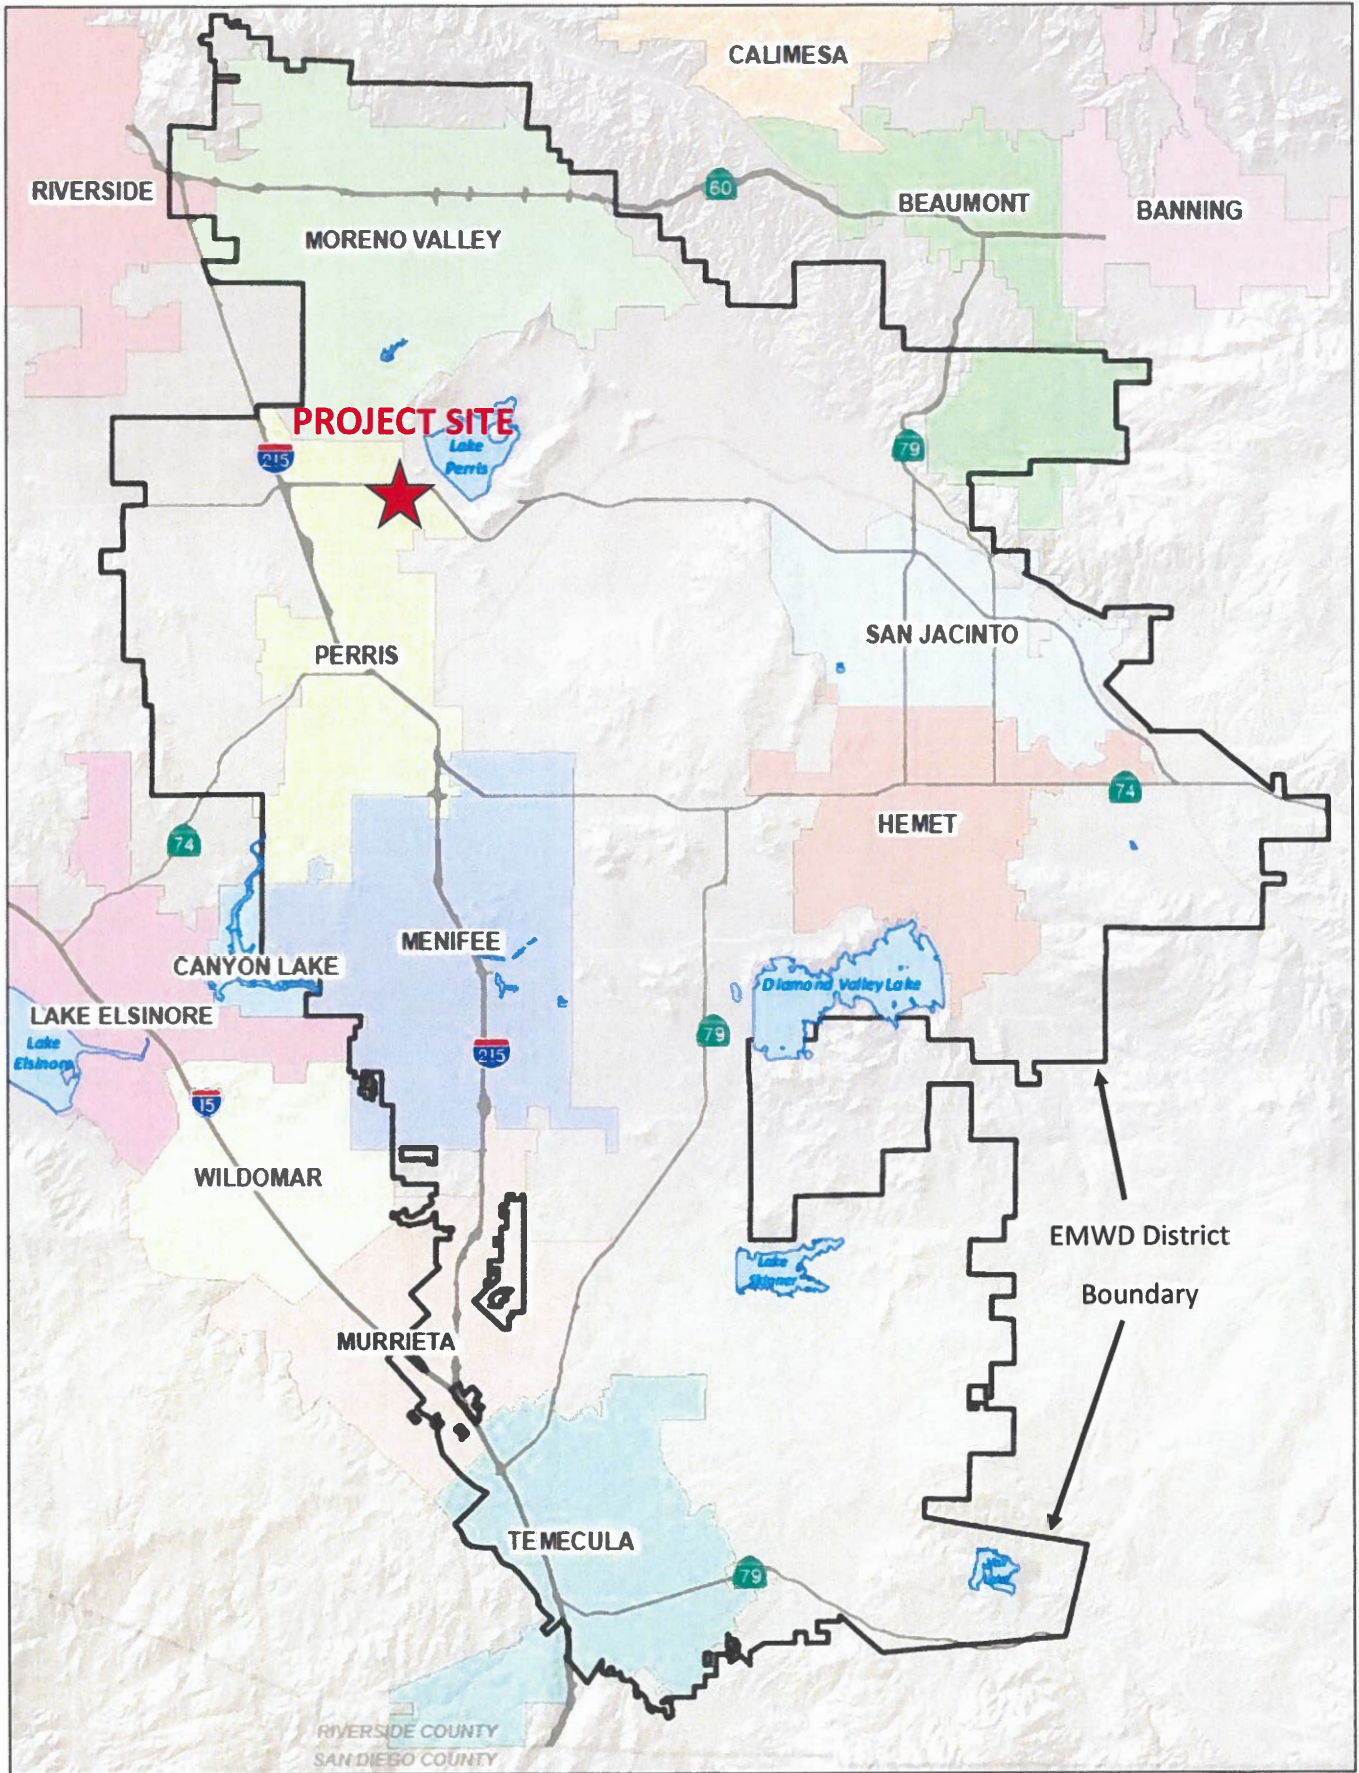 CALIMESA
60
RIVERSIDE
BEAUMONT
BANNING
MORENO VALLEY
PROJECT SITE
Lake
Perris
215
79
SAN JACINTO
PERRIS
74
HEMET
74
MENIFEE
CANYON LAKE
Diamond Valley Lake
LAKE ELSINORE
Lake
Elsinore
79
215
15
WILDOMAR
EMWD District
Boundary
Lake
Skinner
MURRIETA
TEMECULA
79
RIVERSIDE COUNTY
SAN DIEGO COUNTY